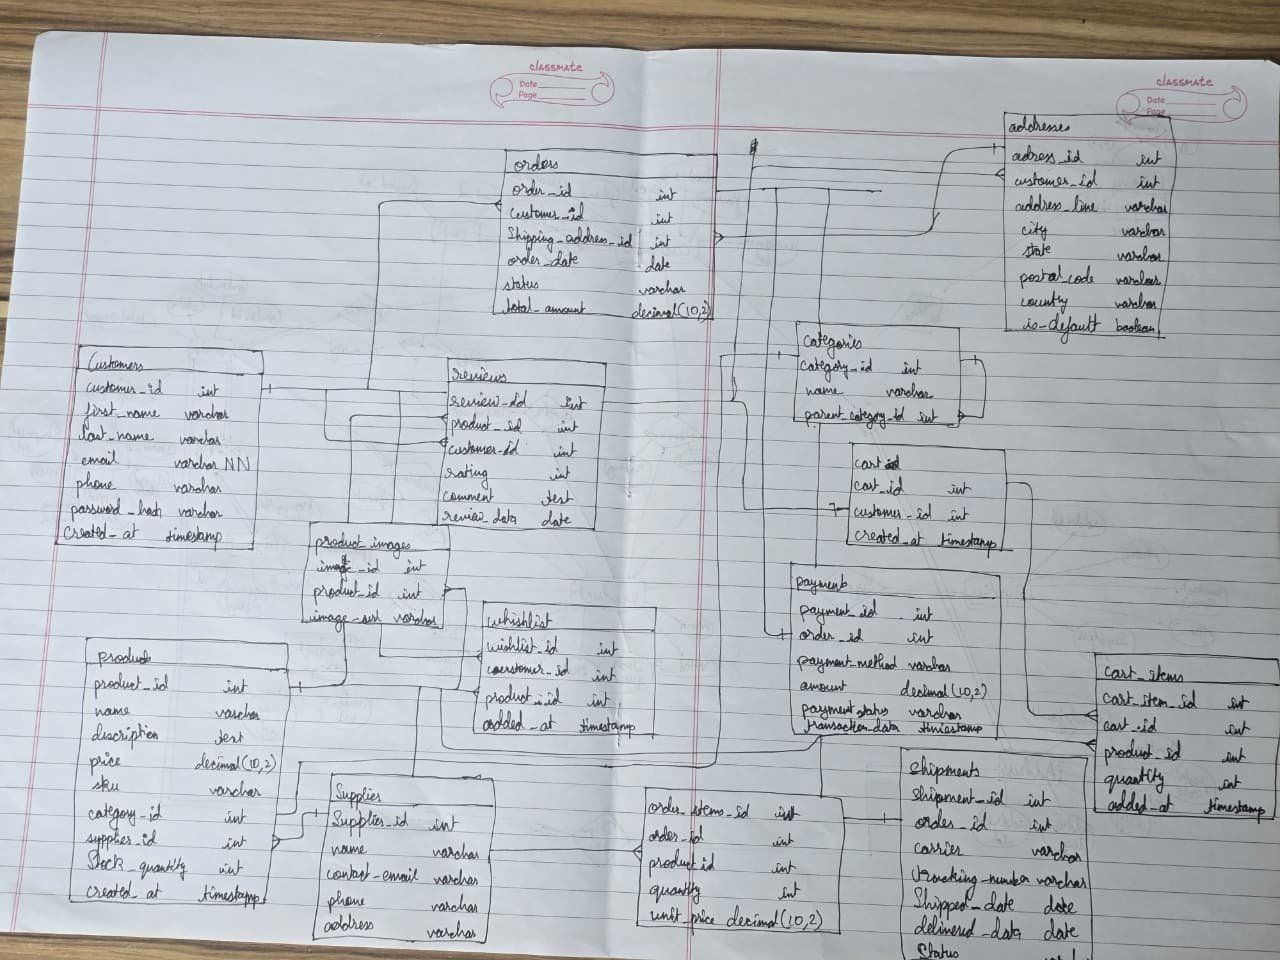 classmate
Date
Page
classmate
Date
Page
orders
order_id int
customer_id int
Shipping_address_id int
order_date date
status varchar
total_amount decimal(10,2)
addresses
adress_id int
customer_id int
address_line varchar
city varchar
state varchar
postal_code varchar
country varchar
is_default boolean
Customers
customer_id int
first_name varchar
last_name varchar
email varchar NN
phone varchar
password_hash varchar
created_at timestamp
reviews
review_id int
product_id int
customer_id int
rating int
comment text
review_data date
categories
category_id int
name varchar
parent_category_id int
cart
cart_id int
customer_id int
created_at timestamp
product_images
image_id int
product_id int
image_url varchar
whishlist
wishlist_id int
customer_id int
product_id int
added_at timestamp
payment
payment_id int
order_id int
payment_method varchar
amount decimal(10,2)
payment_status varchar
transaction_data timestamp
products
product_id int
name varchar
description text
price decimal(10,2)
sku varchar
category_id int
supplier_id int
Stock_quantity int
created_at timestamp
Supplier
Supplier_id int
name varchar
contact_email varchar
phone varchar
address varchar
order_items_id int
order_id int
product_id int
quantity int
unit_price decimal(10,2)
Shipments
Shipment_id int
order_id int
carrier varchar
tracking_number varchar
Shipped_date date
delivered_data date
Status
cart_items
cart_item_id int
cart_id int
product_id int
quantity int
added_at timestamp